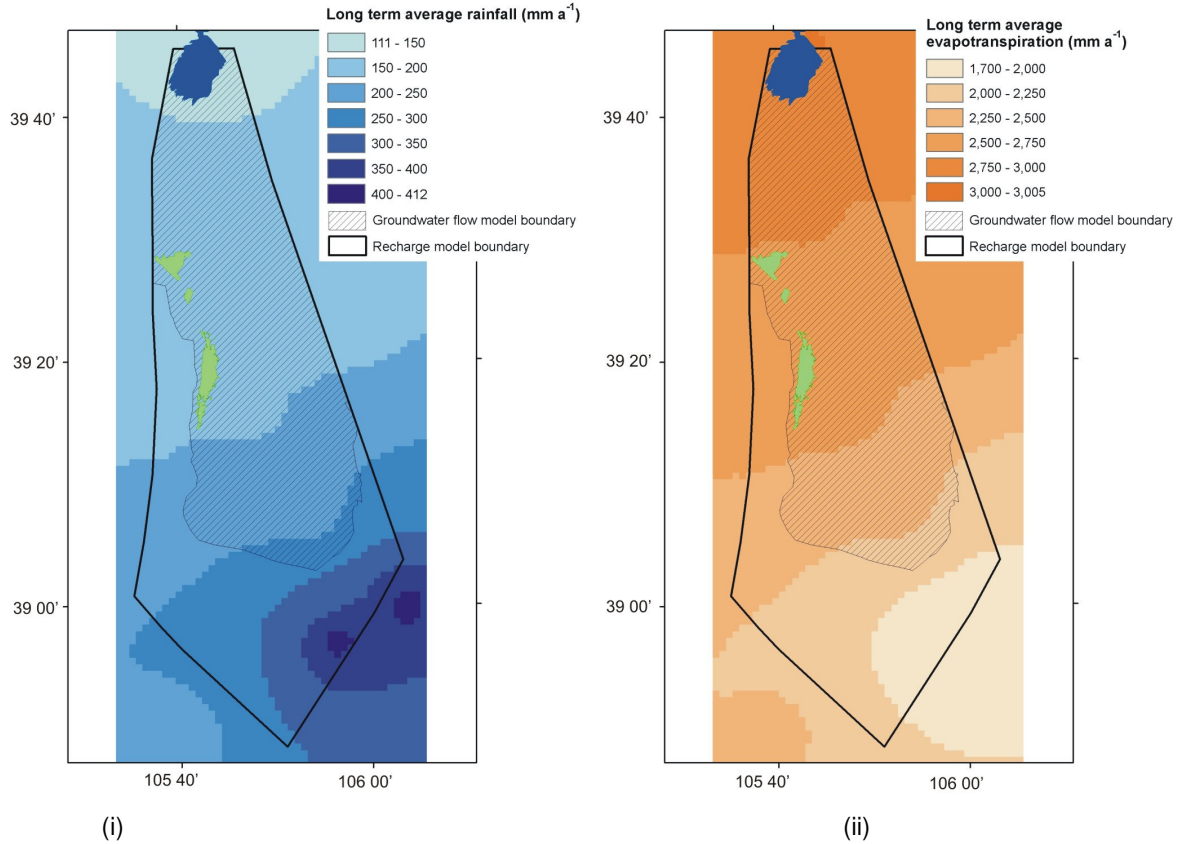 Long term average rainfall (mm a⁻¹)
111 - 150
150 - 200
200 - 250
250 - 300
300 - 350
350 - 400
400 - 412
Groundwater flow model boundary
Recharge model boundary
39 40'
39 20'
39 00'
105 40'
106 00'
(i)
Long term average
evapotranspiration (mm a⁻¹)
1,700 - 2,000
2,000 - 2,250
2,250 - 2,500
2,500 - 2,750
2,750 - 3,000
3,000 - 3,005
Groundwater flow model boundary
Recharge model boundary
39 40'
39 20'
39 00'
105 40'
106 00'
(ii)